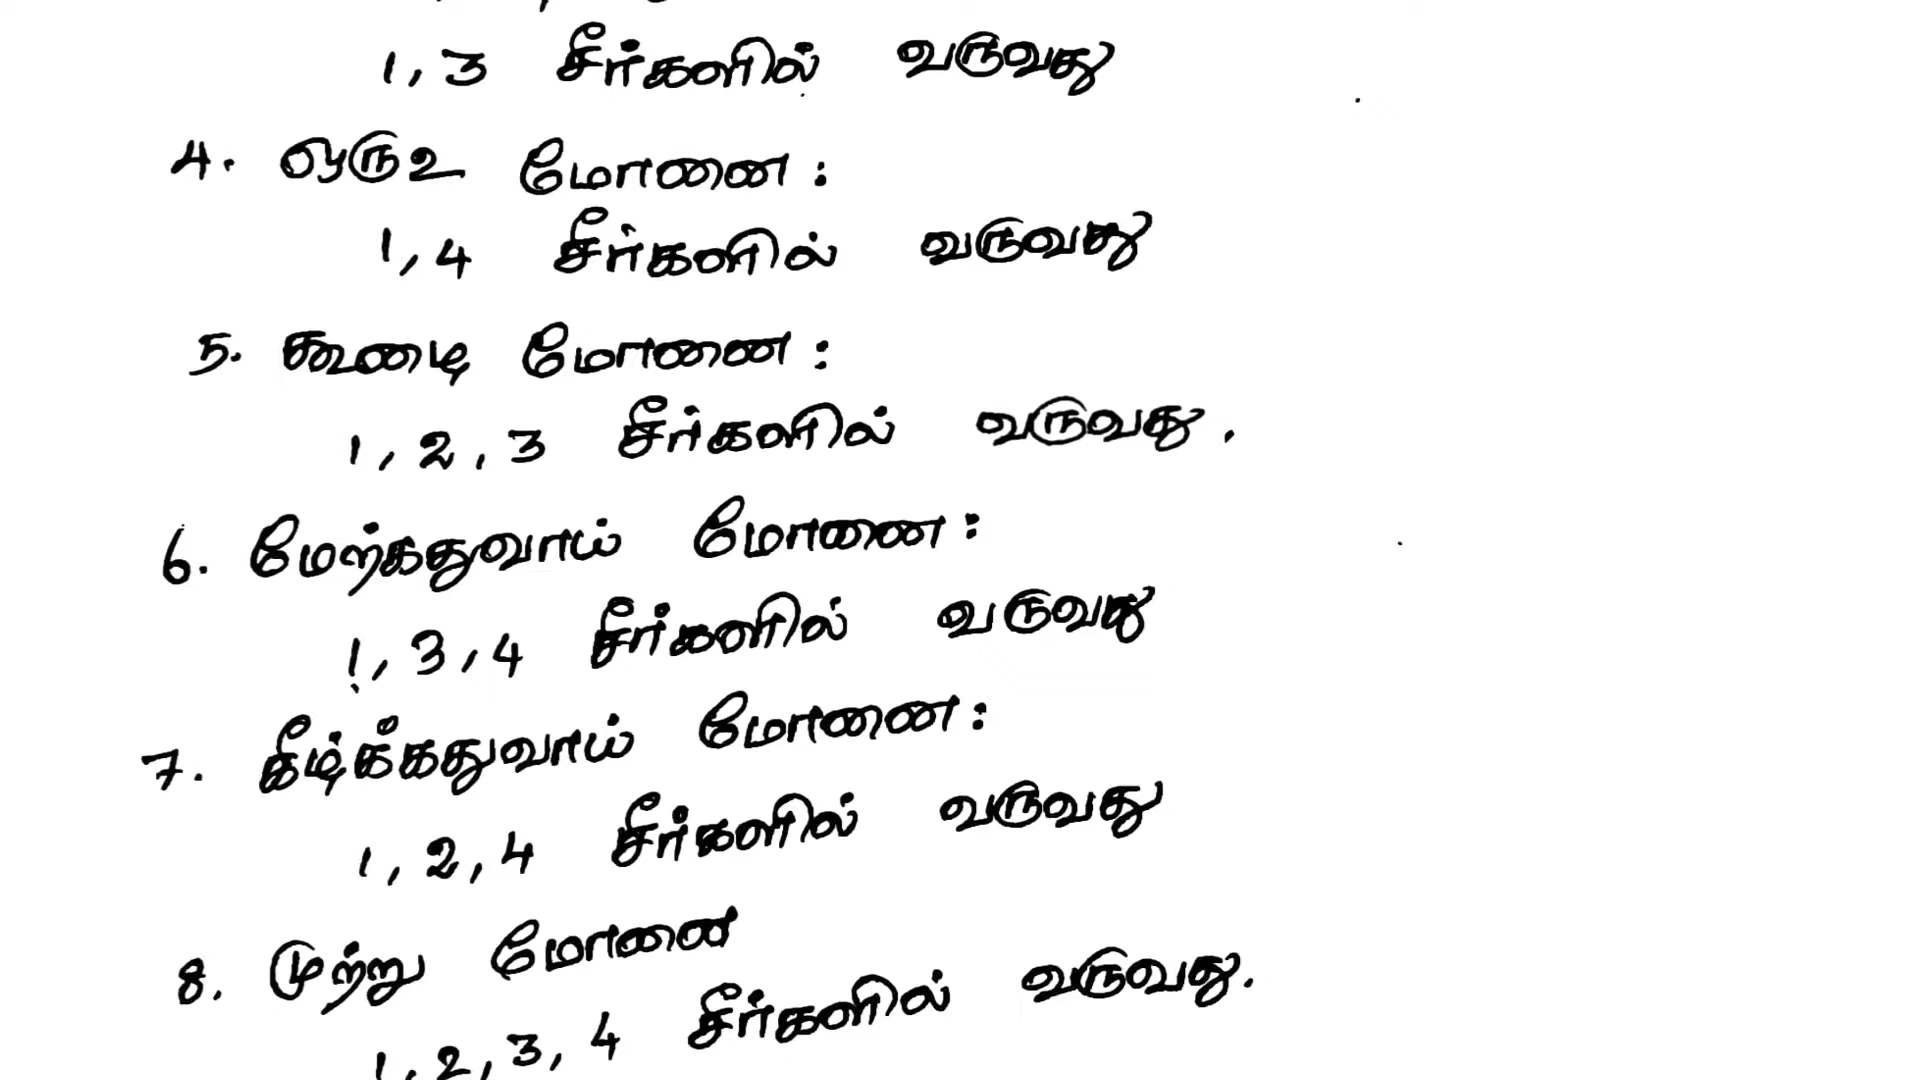 1, 3 சீர்களில் வருவது
4. ஒருஉ மோனை :
1, 4 சீர்களில் வருவது
5. கூழை மோனை :
1, 2, 3 சீர்களில் வருவது.
6. மேற்கதுவாய் மோனை :
1, 3, 4 சீர்களில் வருவது
7. கீழ்க்கதுவாய் மோனை :
1, 2, 4 சீர்களில் வருவது
8. முற்று மோனை
1, 2, 3, 4 சீர்களில் வருவது.